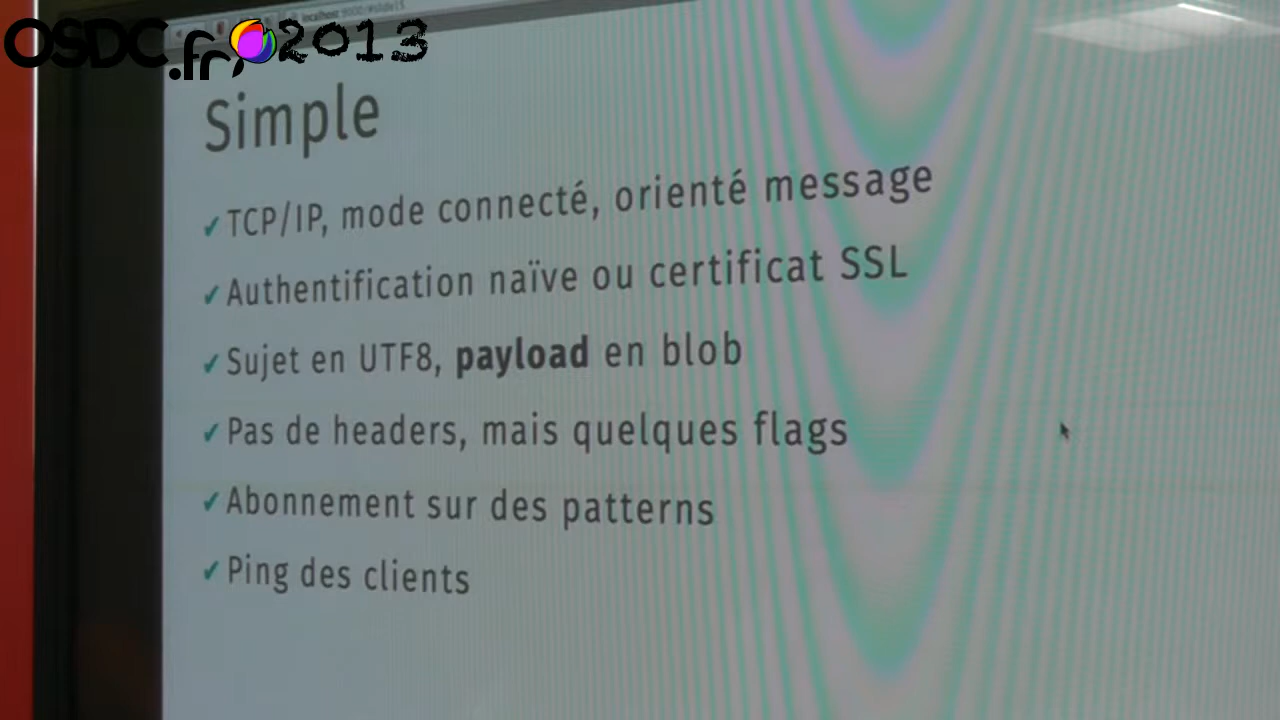 OSDC.fr 2013
Simple
✓ TCP/IP, mode connecté, orienté message
✓ Authentification naïve ou certificat SSL
✓ Sujet en UTF8, payload en blob
✓ Pas de headers, mais quelques flags
✓ Abonnement sur des patterns
✓ Ping des clients